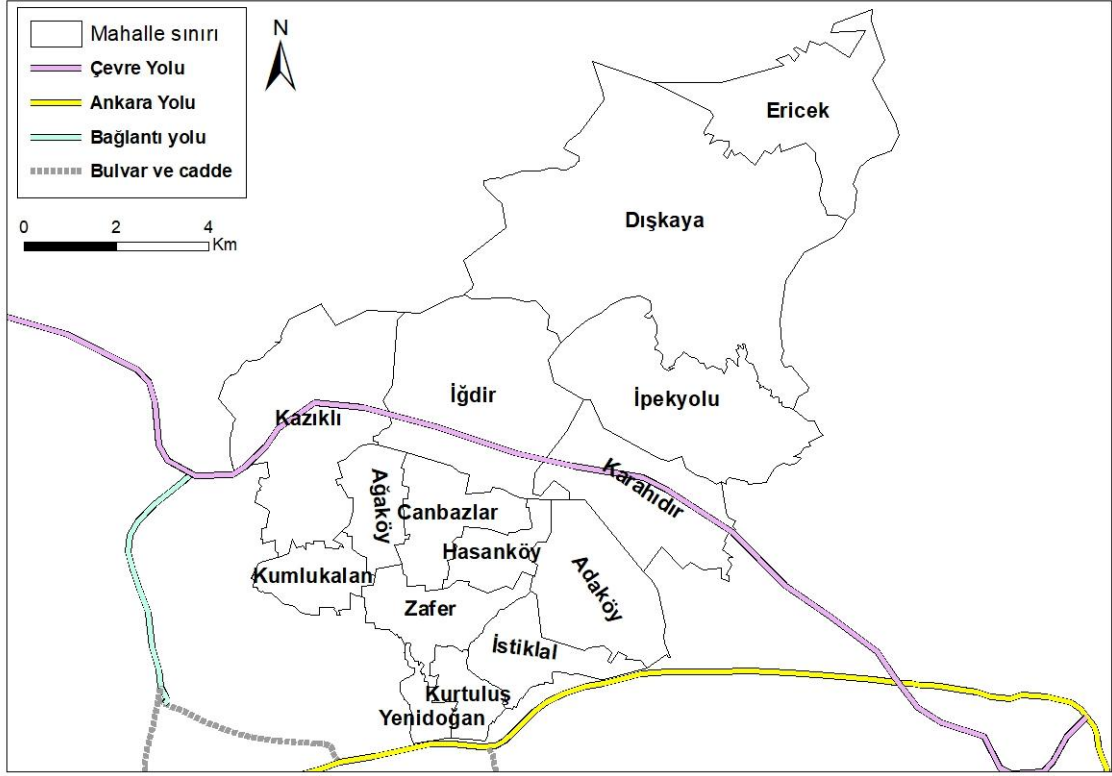 Mahalle sınırı
Çevre Yolu
Ankara Yolu
Bağlantı yolu
Bulvar ve cadde
N
0 2 4
Km
Ericek
Dışkaya
İğdir
İpekyolu
Kazıklı
Karahıdır
Ağaköy
Canbazlar
Hasanköy
Adaköy
Kumlukalan
Zafer
İstiklal
Kurtuluş
Yenidoğan